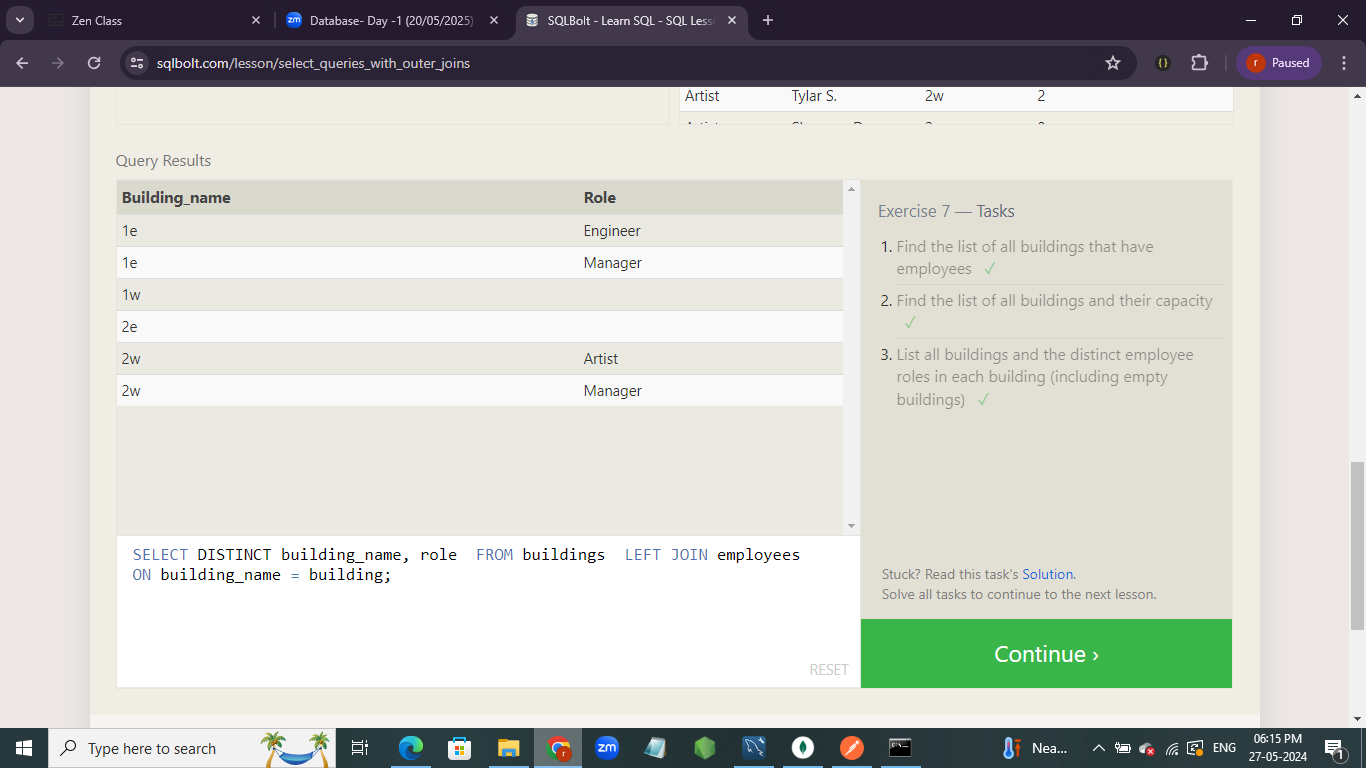 Zen Class
Database- Day -1 (20/05/2025)
SQLBolt - Learn SQL - SQL Less
sqlbolt.com/lesson/select_queries_with_outer_joins
r Paused
Artist Tylar S. 2w 2
Query Results
Building_name Role
1e Engineer
1e Manager
1w
2e
2w Artist
2w Manager
Exercise 7 — Tasks
1. Find the list of all buildings that have
employees ✓
2. Find the list of all buildings and their capacity
✓
3. List all buildings and the distinct employee
roles in each building (including empty
buildings) ✓
SELECT DISTINCT building_name, role FROM buildings LEFT JOIN employees
ON building_name = building;
RESET
Stuck? Read this task's Solution.
Solve all tasks to continue to the next lesson.
Continue ›
Type here to search
zm
Nea...
ENG
06:15 PM
27-05-2024
1